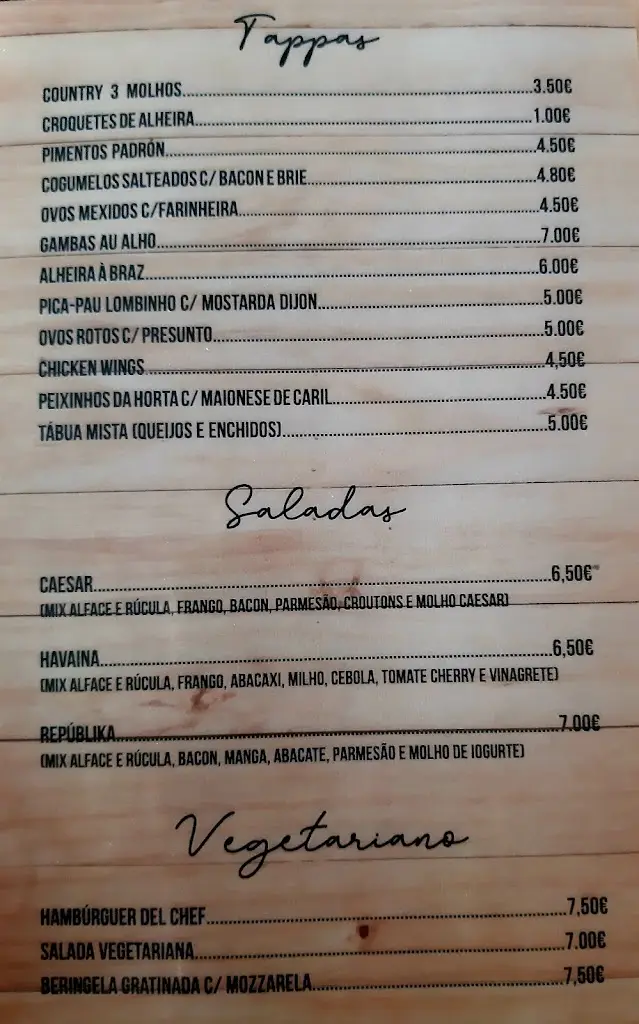 Tappas
COUNTRY 3 MOLHOS........3.50€
CROQUETES DE ALHEIRA........1.00€
PIMENTOS PADRÓN........4.50€
COGUMELOS SALTEADOS C/ BACON E BRIE........4.80€
OVOS MEXIDOS C/FARINHEIRA........4.50€
GAMBAS AU ALHO........7.00€
ALHEIRA À BRAZ........6.00€
PICA-PAU LOMBINHO C/ MOSTARDA DIJON........5.00€
OVOS ROTOS C/ PRESUNTO........5.00€
CHICKEN WINGS........4,50€
PEIXINHOS DA HORTA C/ MAIONESE DE CARIL........4.50€
TÁBUA MISTA (QUEIJOS E ENCHIDOS)........5.00€
Saladas
CAESAR........6,50€
(MIX ALFACE E RÚCULA, FRANGO, BACON, PARMESÃO, CROUTONS E MOLHO CAESAR)
HAVAINA........6,50€
(MIX ALFACE E RÚCULA, FRANGO, ABACAXI, MILHO, CEBOLA, TOMATE CHERRY E VINAGRETE)
REPÚBLIKA........7.00€
(MIX ALFACE E RÚCULA, BACON, MANGA, ABACATE, PARMESÃO E MOLHO DE IOGURTE)
Vegetariano
HAMBÚRGUER DEL CHEF........7,50€
SALADA VEGETARIANA........7.00€
BERINGELA GRATINADA C/ MOZZARELA........7,50€